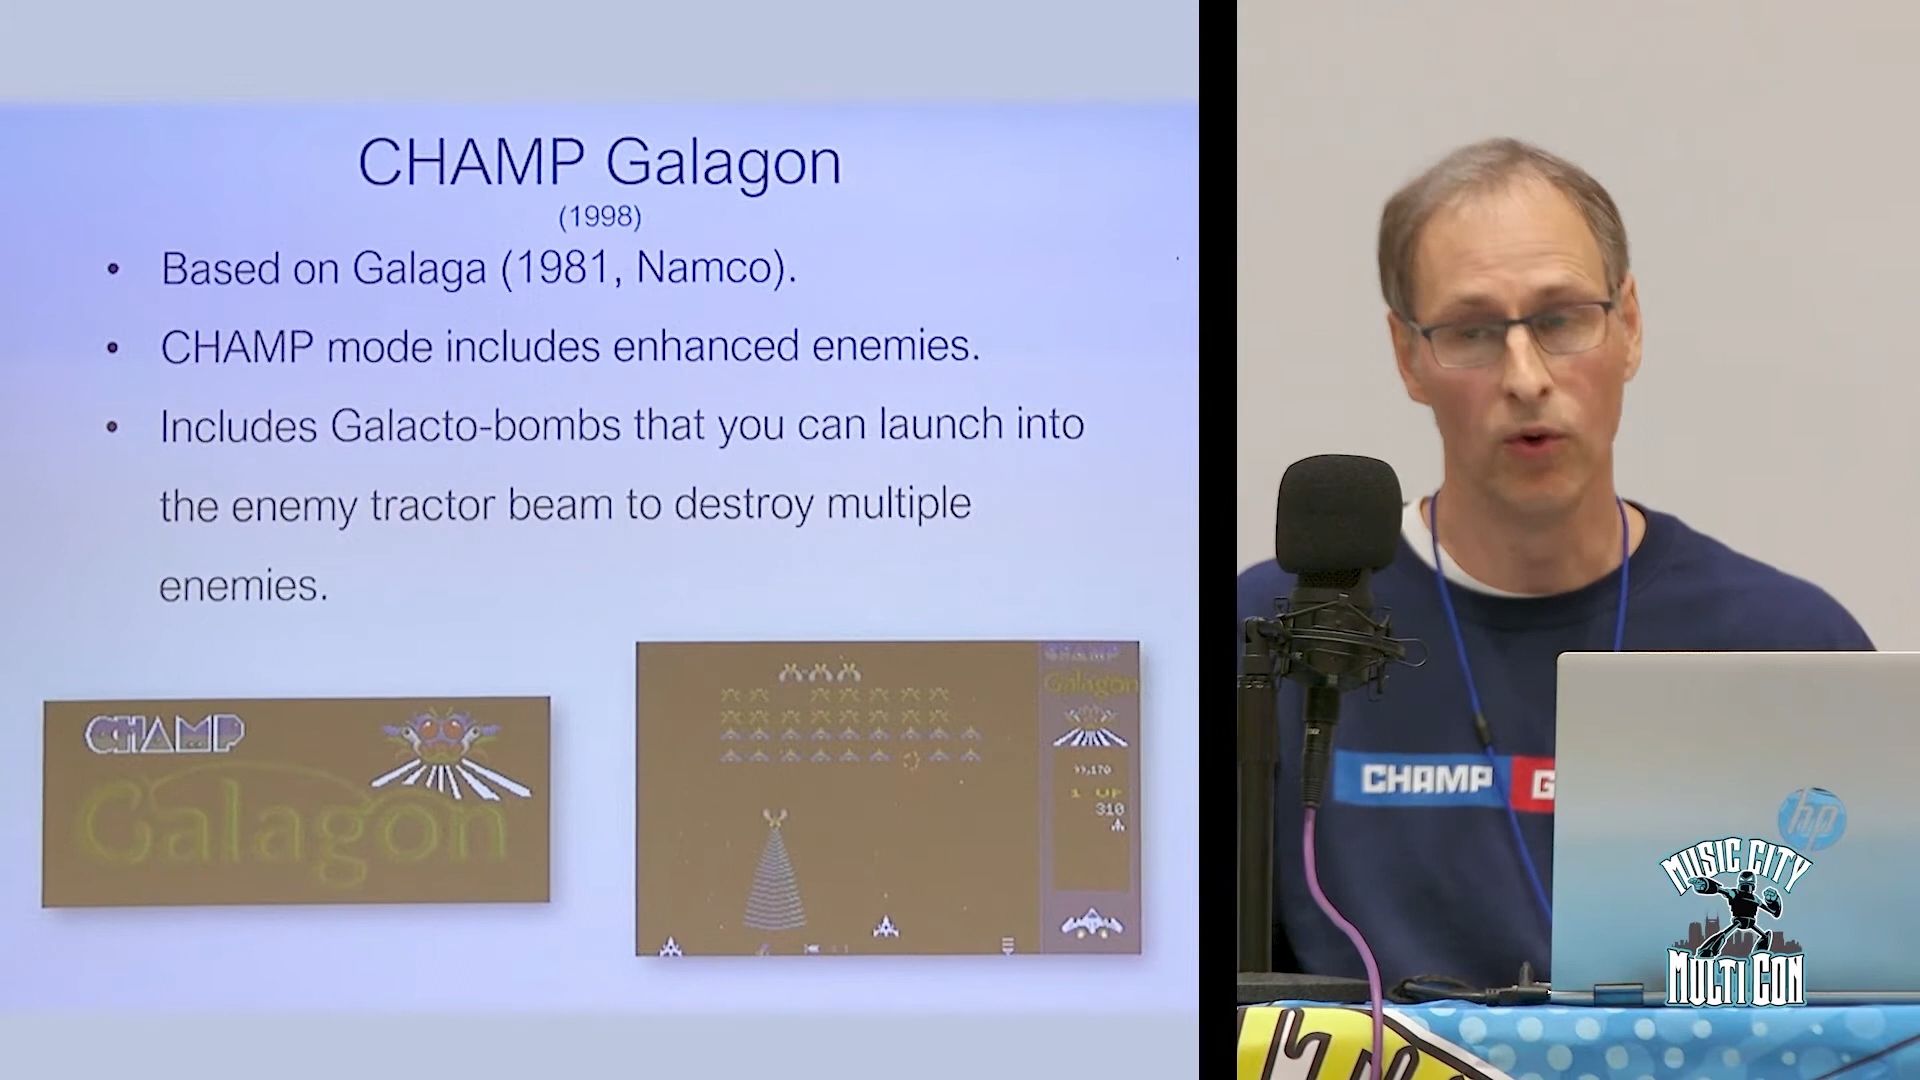 CHAMP Galagon
(1998)
• Based on Galaga (1981, Namco).
• CHAMP mode includes enhanced enemies.
• Includes Galacto-bombs that you can launch into
the enemy tractor beam to destroy multiple
enemies.
CHAMP
Galagon
CHAMP
Galagon
1 UP
310
CHAMP G
hp
MUSIC CITY
MULTI CON